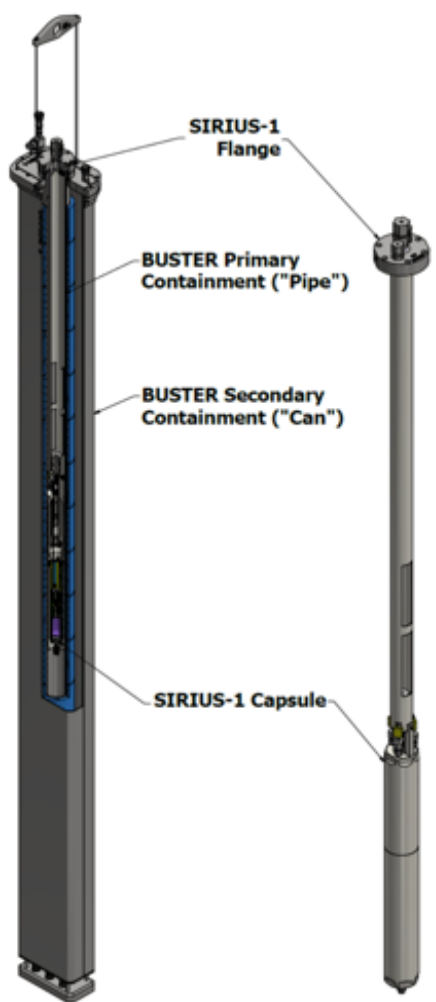 SIRIUS-1
Flange
BUSTER Primary
Containment ("Pipe")
BUSTER Secondary
Containment ("Can")
SIRIUS-1 Capsule